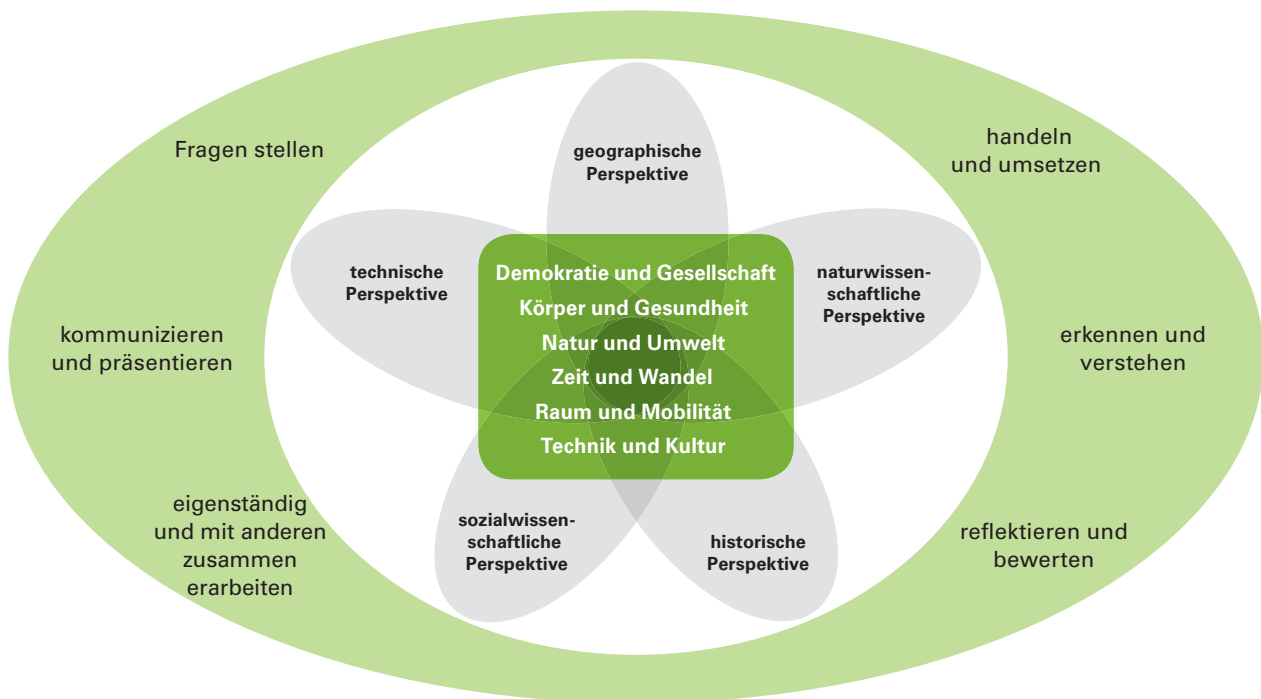 Fragen stellen
handeln
und umsetzen
geographische
Perspektive
technische
Perspektive
Demokratie und Gesellschaft
Körper und Gesundheit
Natur und Umwelt
Zeit und Wandel
Raum und Mobilität
Technik und Kultur
naturwissen-
schaftliche
Perspektive
kommunizieren
und präsentieren
erkennen und
verstehen
eigenständig
und mit anderen
zusammen
erarbeiten
sozialwissen-
schaftliche
Perspektive
historische
Perspektive
reflektieren und
bewerten